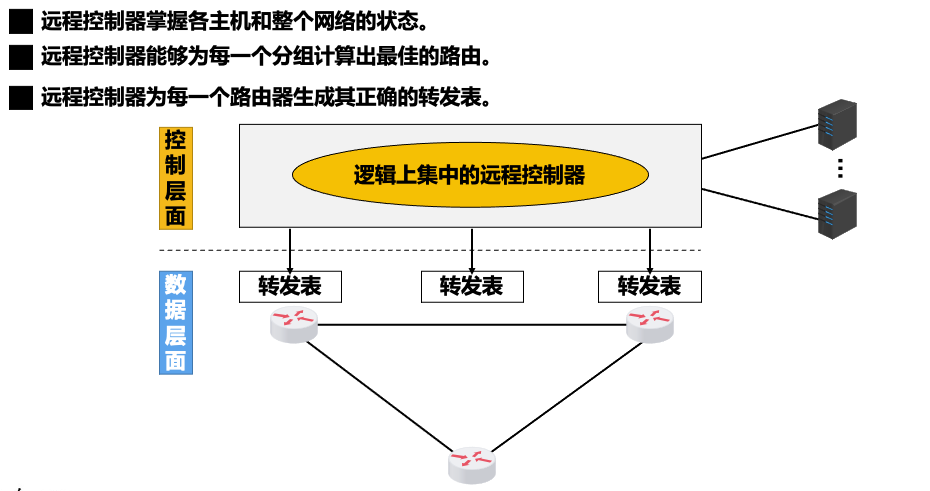 远程控制器掌握各主机和整个网络的状态。
远程控制器能够为每一个分组计算出最佳的路由。
远程控制器为每一个路由器生成其正确的转发表。
控制层面
逻辑上集中的远程控制器
数据层面
转发表
转发表
转发表